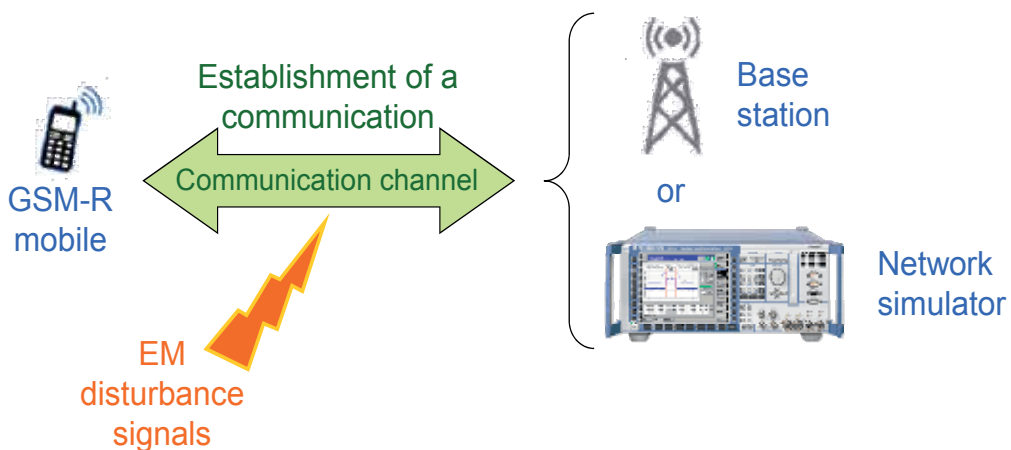 Establishment of a
communication
Communication channel
GSM-R
mobile
EM
disturbance
signals
Base
station
or
Network
simulator